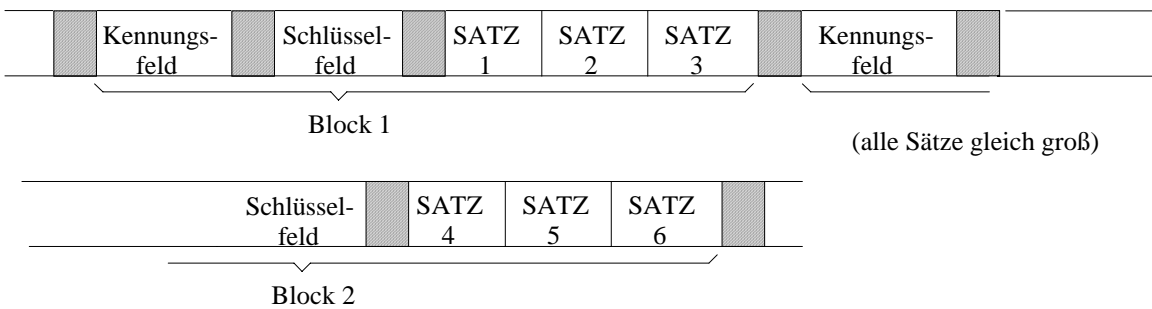 Kennungs-
feld
Schlüssel-
feld
SATZ
1
SATZ
2
SATZ
3
Kennungs-
feld
Block 1
(alle Sätze gleich groß)
Schlüssel-
feld
SATZ
4
SATZ
5
SATZ
6
Block 2